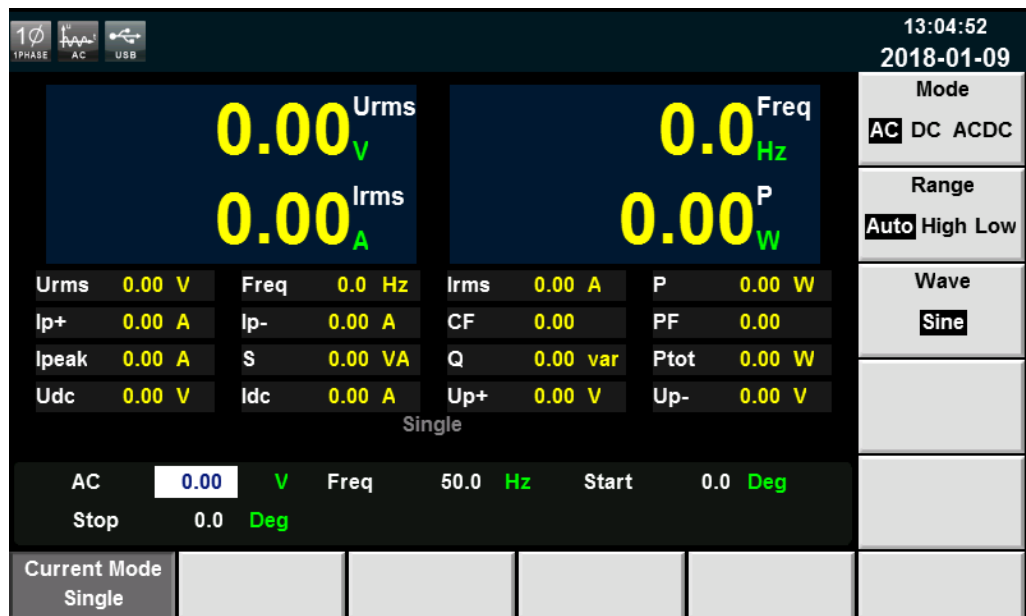 1Ø
1PHASE AC USB
13:04:52
2018-01-09
0.00 Urms V
0.0 Freq Hz
0.00 Irms A
0.00 P W
Urms 0.00 V Freq 0.0 Hz Irms 0.00 A P 0.00 W
Ip+ 0.00 A Ip- 0.00 A CF 0.00 PF 0.00
Ipeak 0.00 A S 0.00 VA Q 0.00 var Ptot 0.00 W
Udc 0.00 V Idc 0.00 A Up+ 0.00 V Up- 0.00 V
Single
AC 0.00 V Freq 50.0 Hz Start 0.0 Deg
Stop 0.0 Deg
Current Mode
Single
Mode
AC DC ACDC
Range
Auto High Low
Wave
Sine